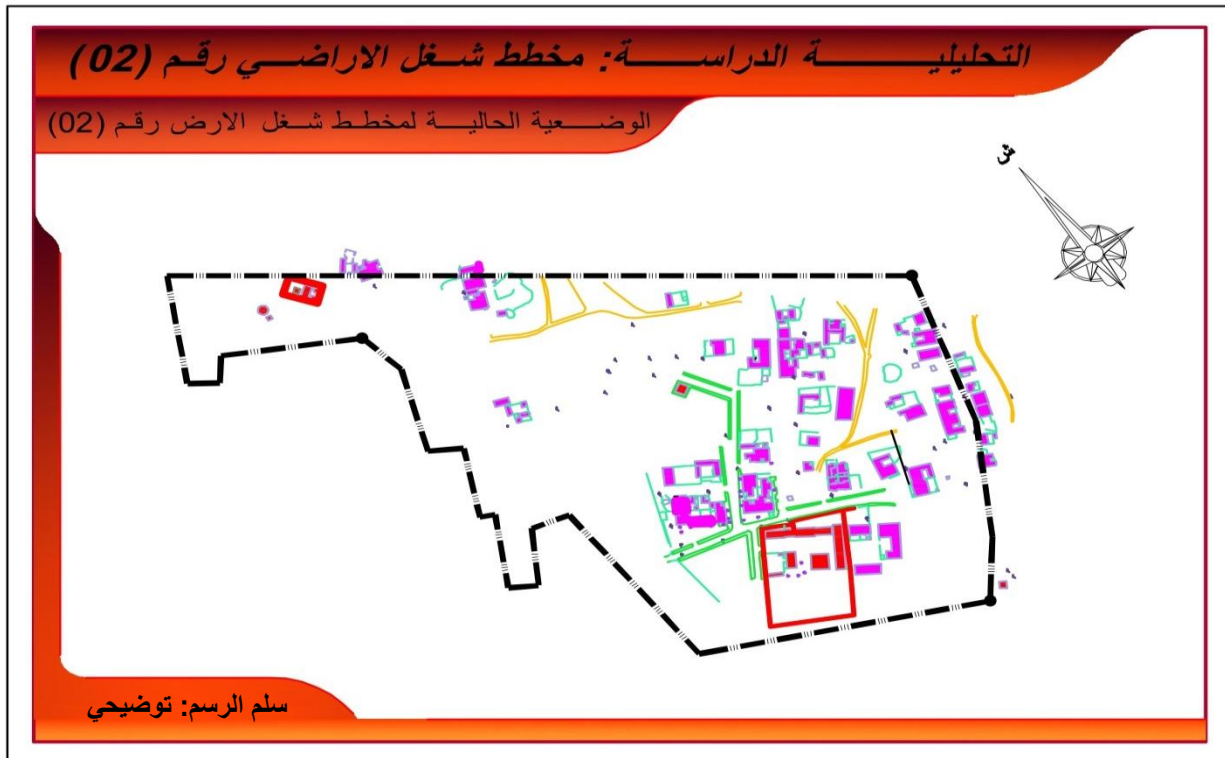 التحليلية الدراسة: مخطط شغل الاراضي رقم (02)
الوضعية الحالية لمخطط شغل الارض رقم (02)
ش
سلم الرسم: توضيحي